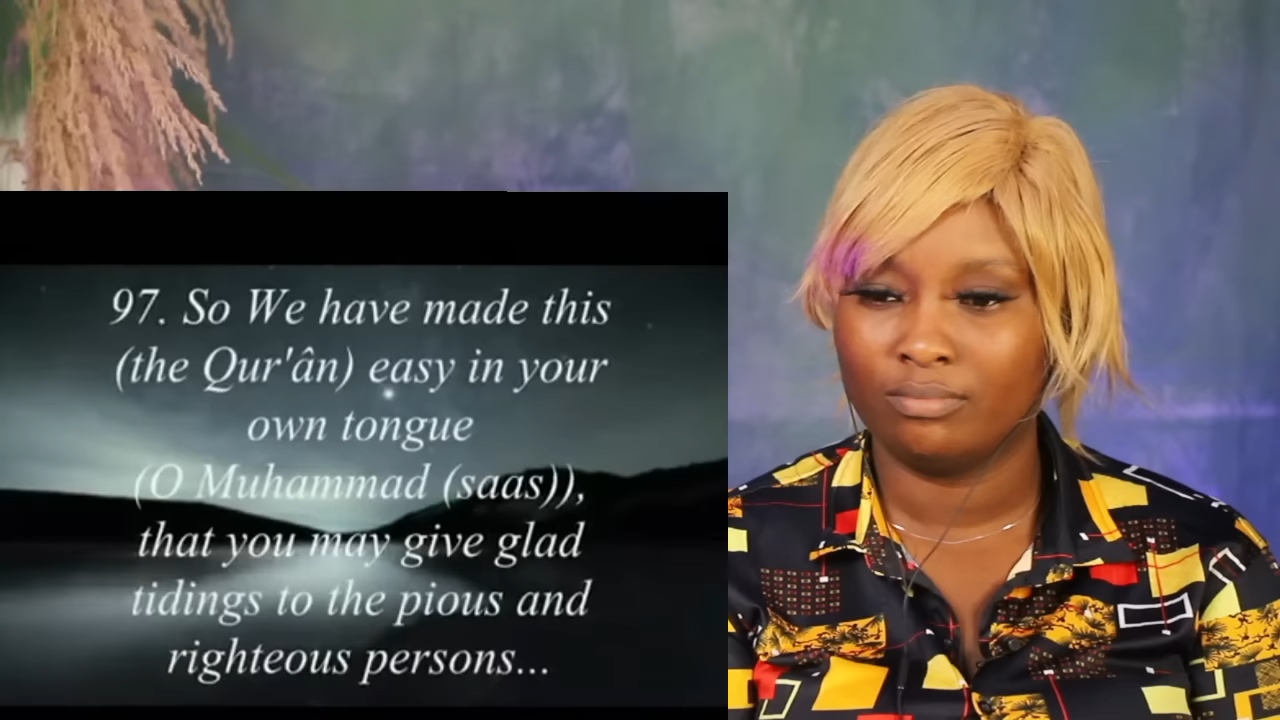 97. So We have made this
(the Qur'ân) easy in your
own tongue
(O Muhammad (saas)),
that you may give glad
tidings to the pious and
righteous persons...